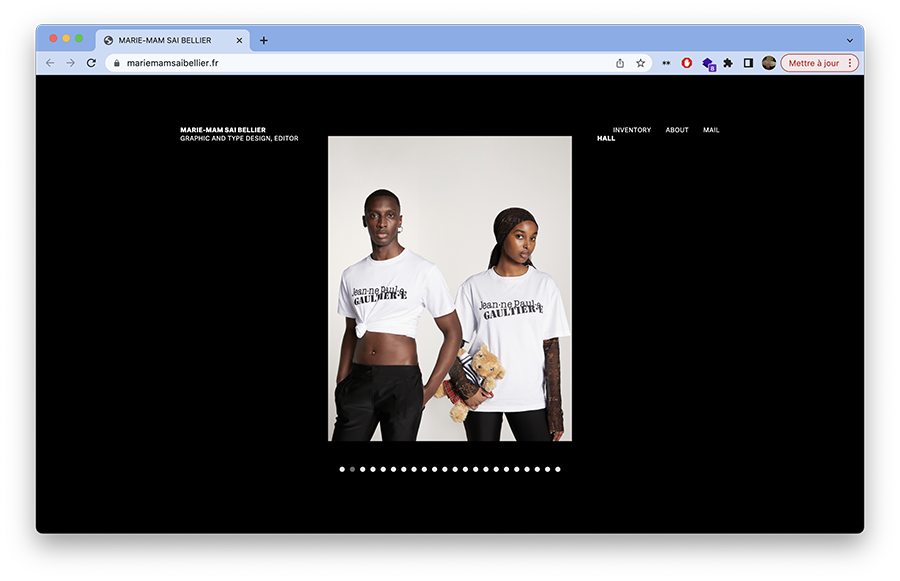 MARIE-MAM SAI BELLIER
mariemamsaibellier.fr
Mettre à jour
8
MARIE-MAM SAI BELLIER
GRAPHIC AND TYPE DESIGN, EDITOR
INVENTORY ABOUT MAIL
HALL
Jean·ne Paul·e
GAULTIER·E
Jean·ne Paul·e
GAULTIER·E